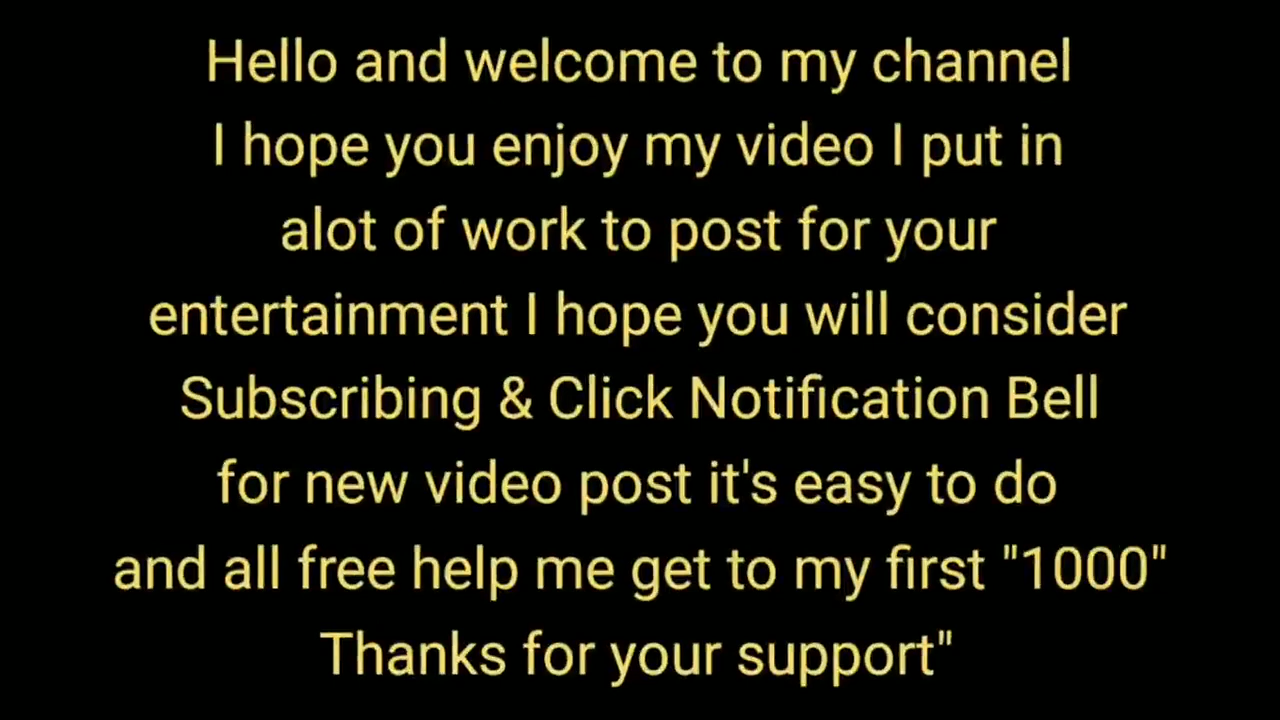 Hello and welcome to my channel
I hope you enjoy my video I put in
alot of work to post for your
entertainment I hope you will consider
Subscribing & Click Notification Bell
for new video post it's easy to do
and all free help me get to my first "1000"
Thanks for your support"